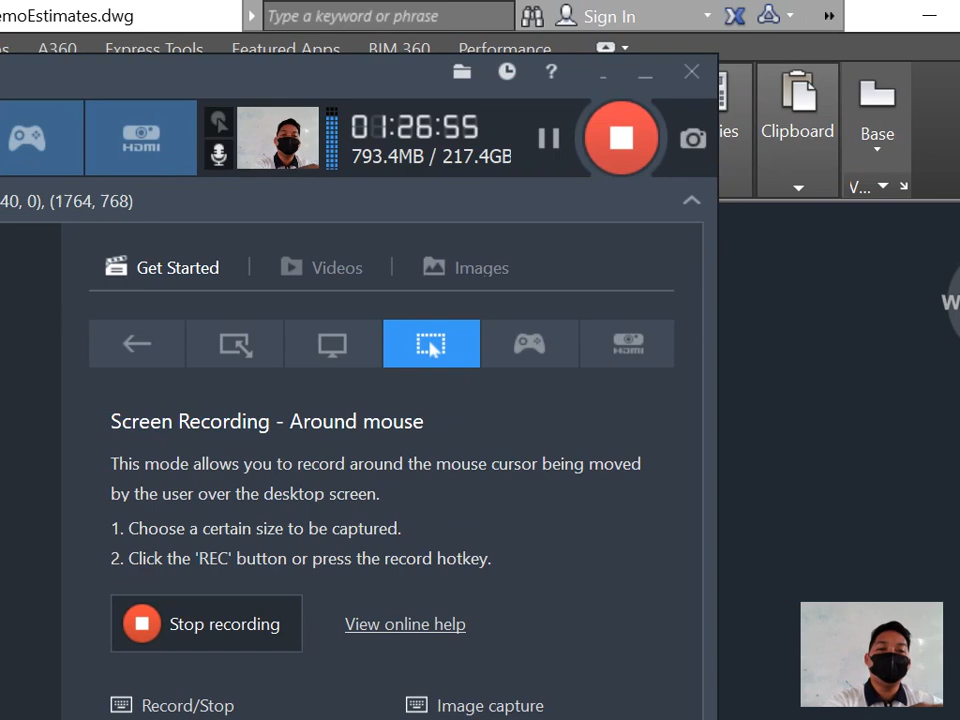 emoEstimates.dwg
Type a keyword or phrase
Sign In
A360
Express Tools
Featured Apps
BIM 360
Performance
?
HDMI
01:26:55
793.4MB / 217.4GB
ies
Clipboard
Base
V...
40, 0), (1764, 768)
Get Started
Videos
Images
HDMI
Screen Recording - Around mouse
This mode allows you to record around the mouse cursor being moved
by the user over the desktop screen.
1. Choose a certain size to be captured.
2. Click the 'REC' button or press the record hotkey.
Stop recording
View online help
Record/Stop
Image capture
W